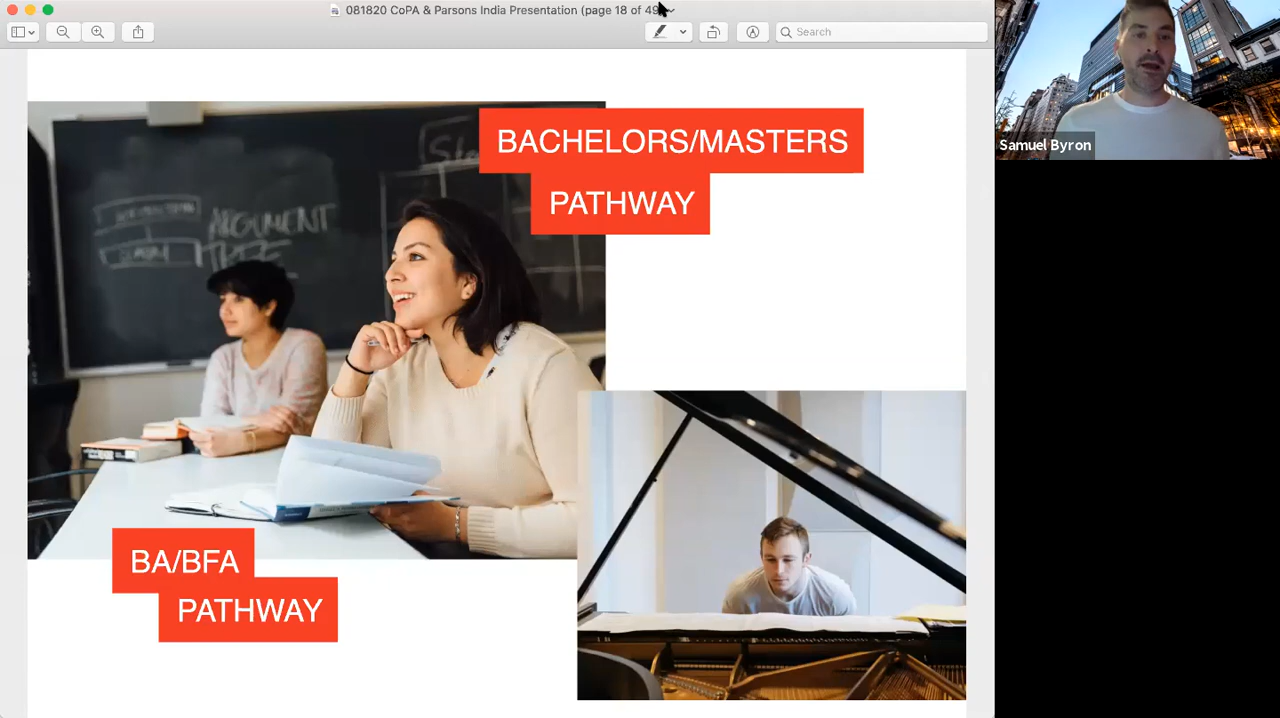 081820 CoPA & Parsons India Presentation (page 18 of 49)
Search
BACHELORS/MASTERS
PATHWAY
ARGUMENT
BA/BFA
PATHWAY
Samuel Byron